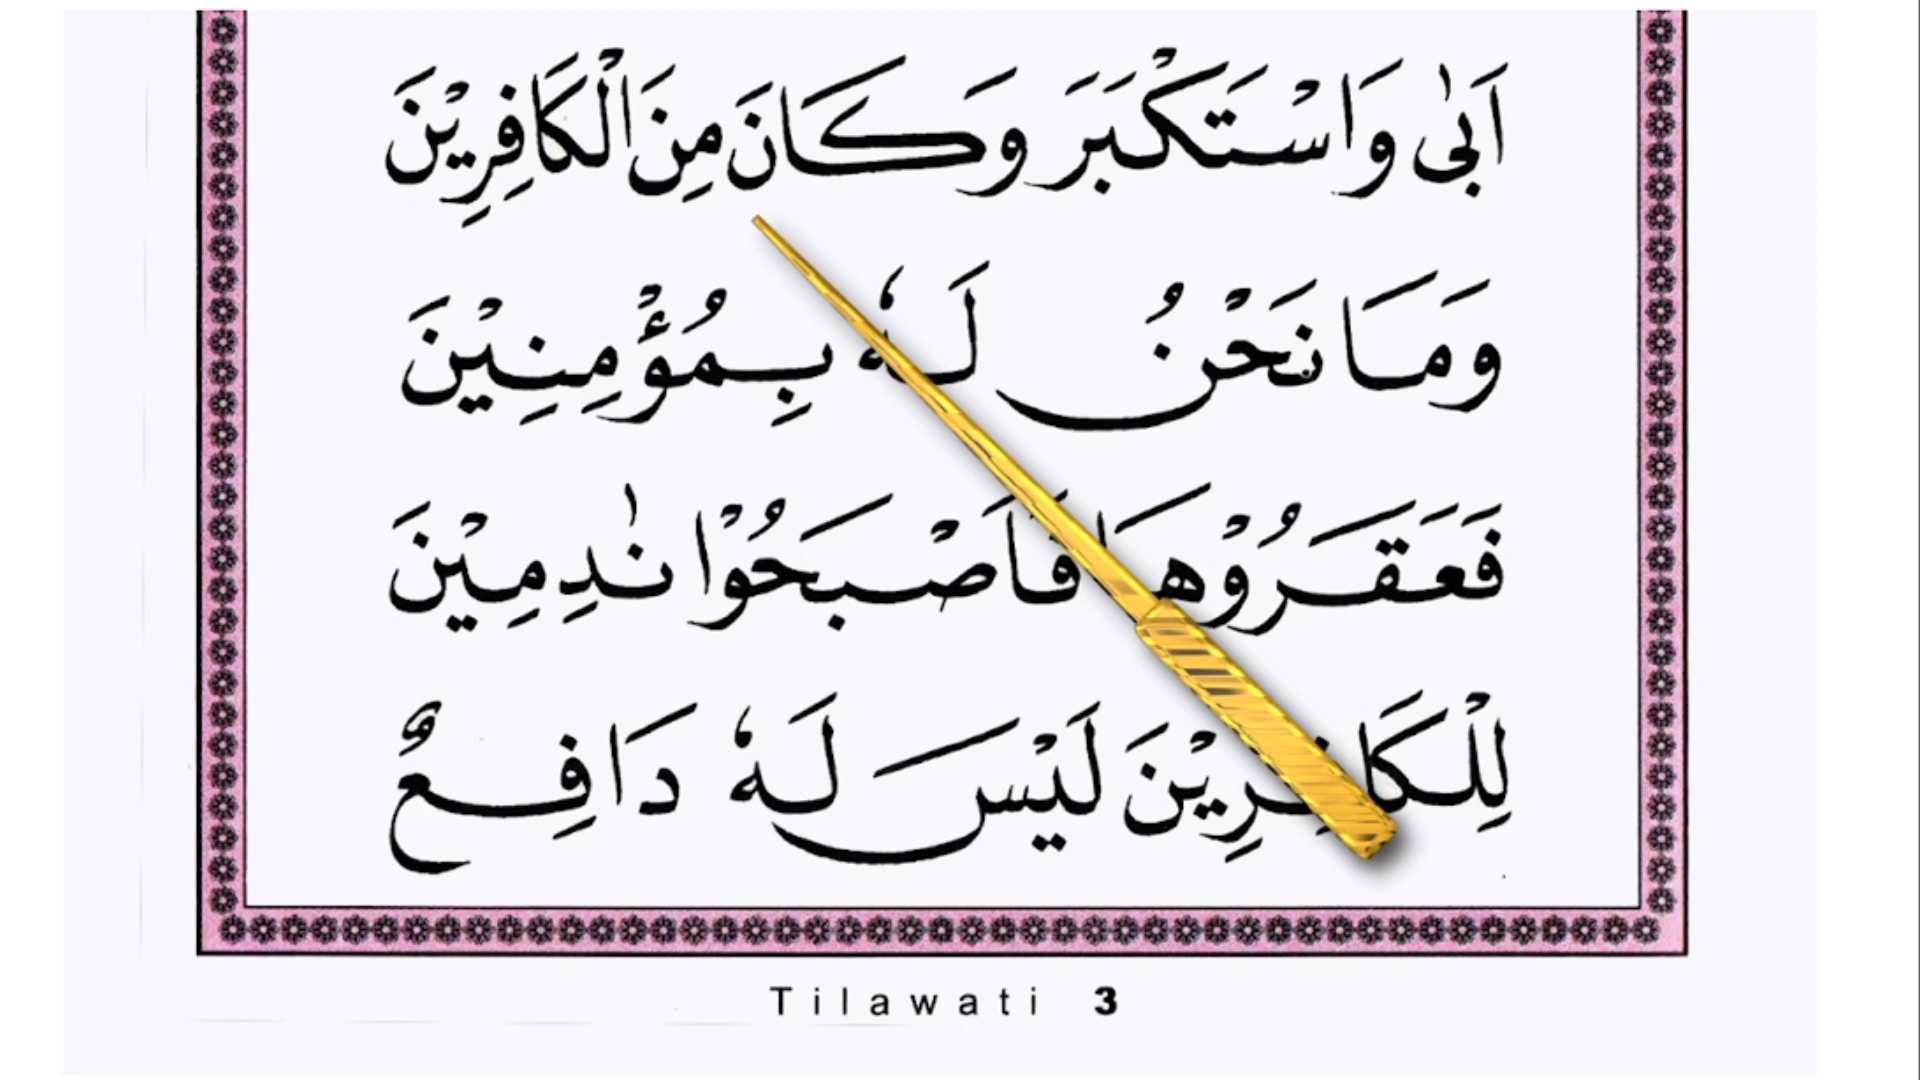 اَبٰى وَاسْتَكْبَرَ وَكَانَ مِنَ الْكَافِرِيْنَ
وَمَا نَحْنُ لَهٗ بِمُؤْمِنِيْنَ
فَعَقَرُوْهَا فَاَصْبَحُوْا نٰدِمِيْنَ
لِلْكَافِرِيْنَ لَيْسَ لَهٗ دَافِعٌ
Tilawati 3